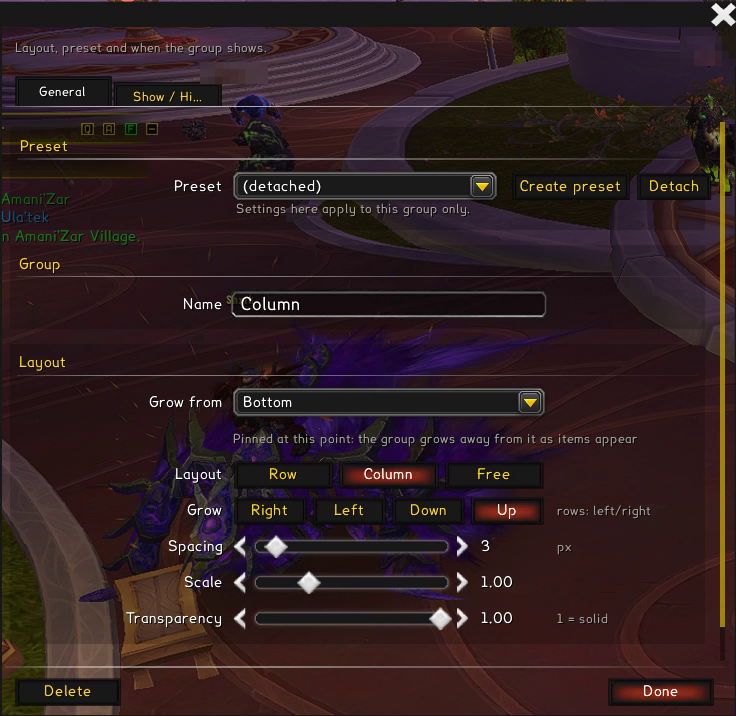 Layout, preset and when the group shows.
General
Show / Hi...
Q A F
Preset
Preset
(detached)
Create preset
Detach
Settings here apply to this group only.
Amani'Zar
Ula'tek
n Amani'Zar Village.
Group
Name
Column
Layout
Grow from
Bottom
Pinned at this point: the group grows away from it as items appear
Layout Row Column Free
Grow Right Left Down Up rows: left/right
Spacing 3 px
Scale 1.00
Transparency 1.00 1 = solid
Delete
Done